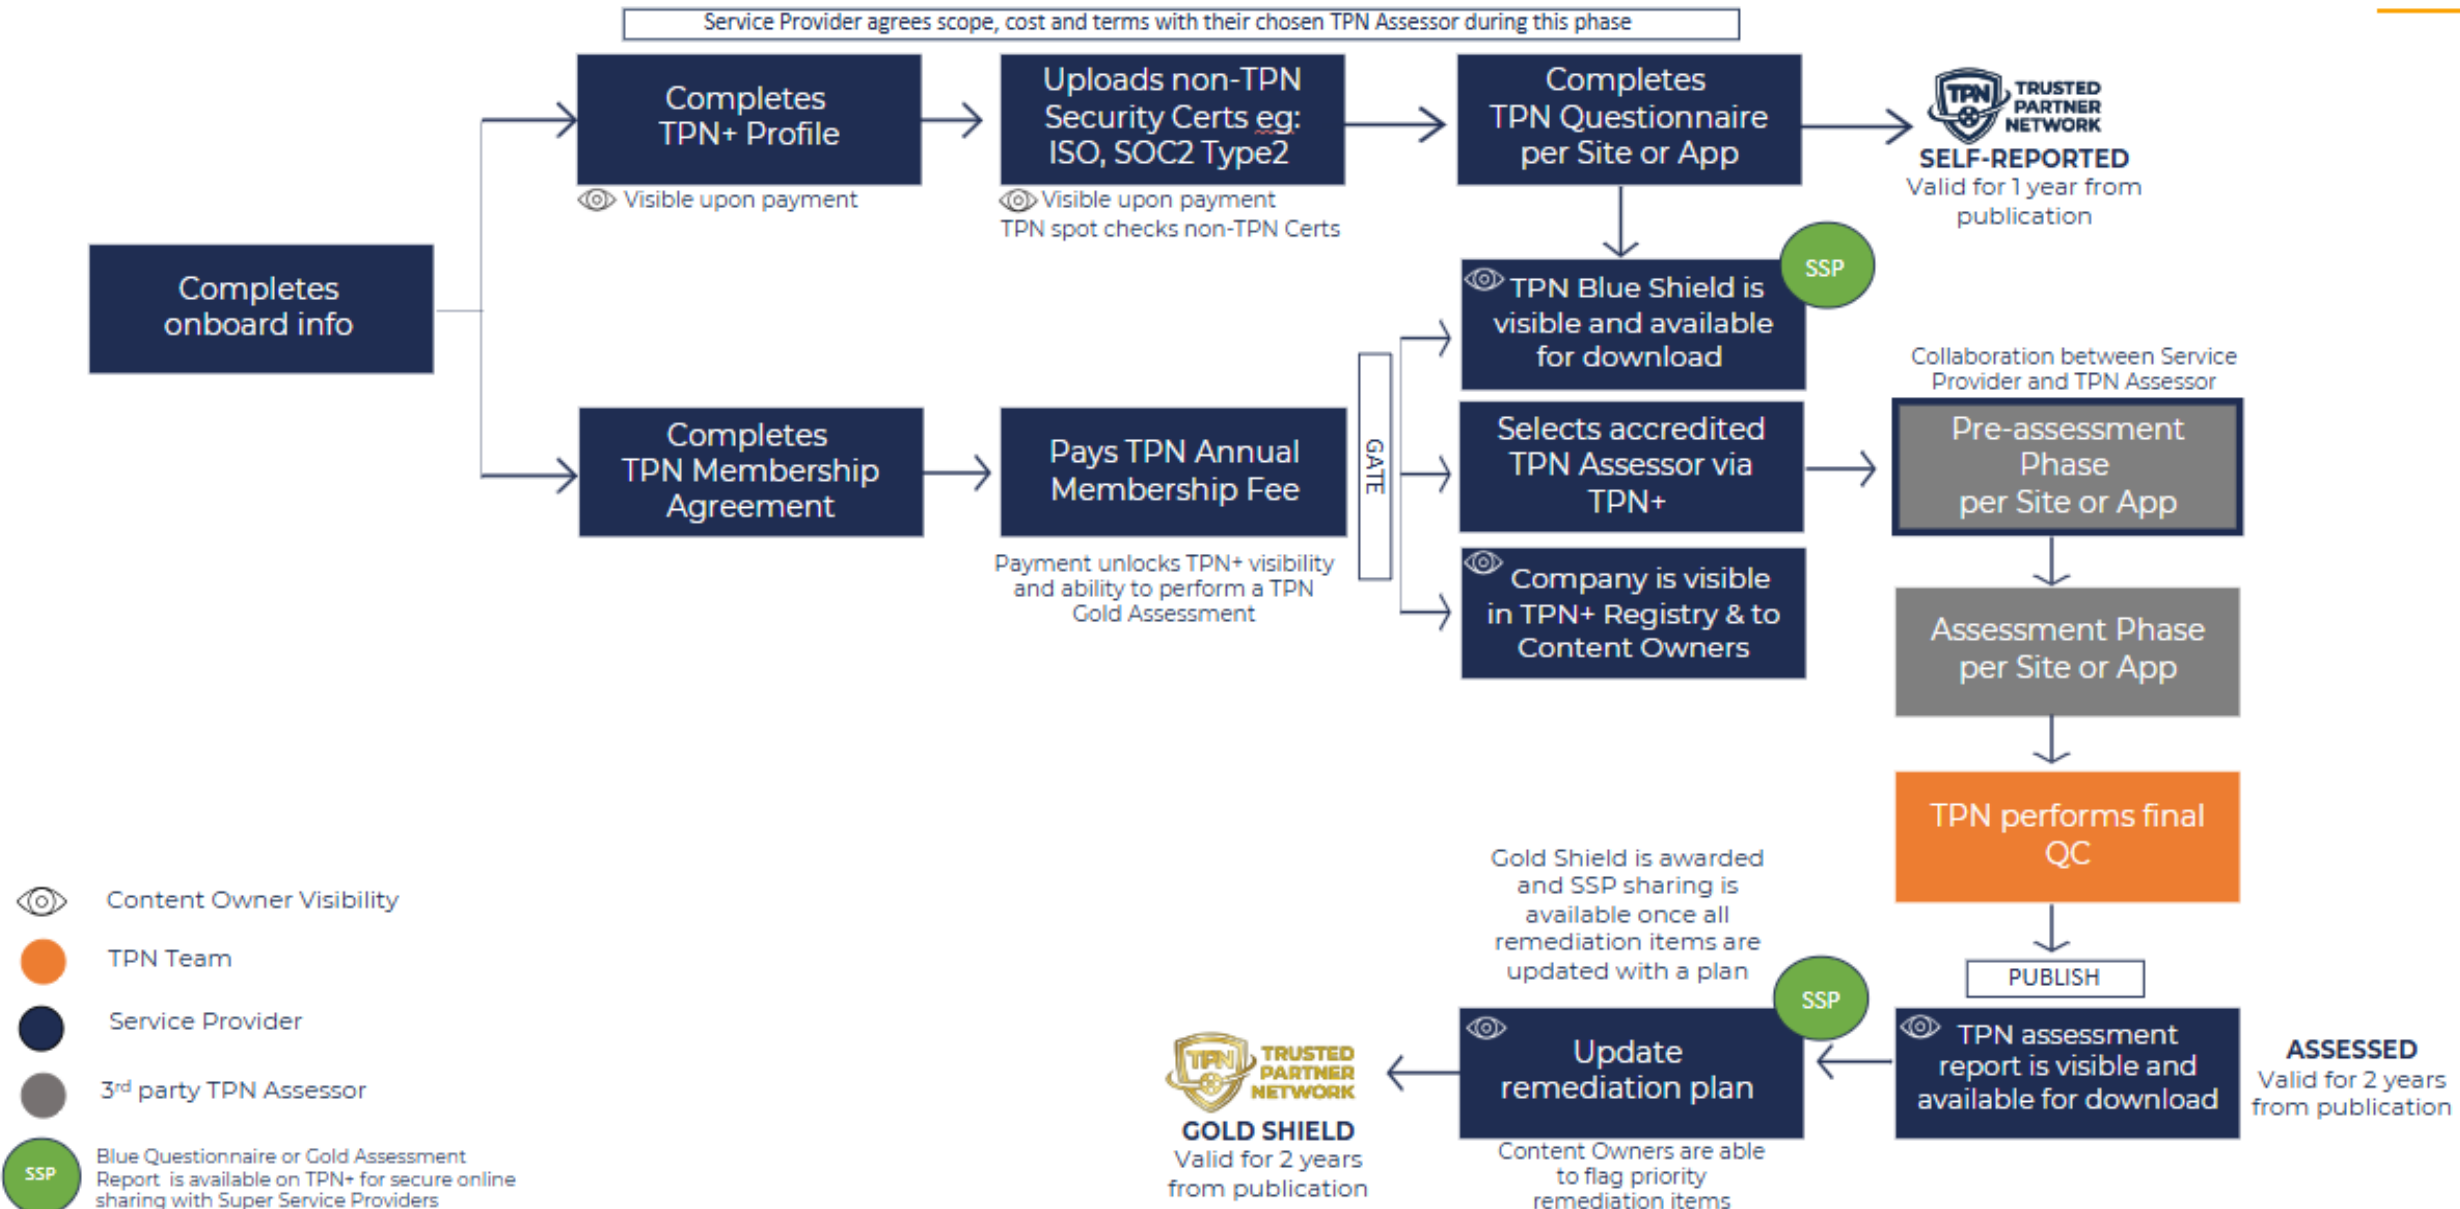 Service Provider agrees scope, cost and terms with their chosen TPN Assessor during this phase
Completes
TPN+ Profile
Visible upon payment
Uploads non-TPN
Security Certs eg:
ISO, SOC2 Type2
Visible upon payment
TPN spot checks non-TPN Certs
Completes
TPN Questionnaire
per Site or App
TPN
TRUSTED
PARTNER
NETWORK
SELF-REPORTED
Valid for 1 year from
publication
Completes
onboard info
TPN Blue Shield is
visible and available
for download
SSP
Completes
TPN Membership
Agreement
Pays TPN Annual
Membership Fee
Payment unlocks TPN+ visibility
and ability to perform a TPN
Gold Assessment
GATE
Selects accredited
TPN Assessor via
TPN+
Company is visible
in TPN+ Registry & to
Content Owners
Collaboration between Service
Provider and TPN Assessor
Pre-assessment
Phase
per Site or App
Assessment Phase
per Site or App
TPN performs final
QC
PUBLISH
TPN assessment
report is visible and
available for download
ASSESSED
Valid for 2 years
from publication
Gold Shield is awarded
and SSP sharing is
available once all
remediation items are
updated with a plan
SSP
Update
remediation plan
Content Owners are able
to flag priority
remediation items
TPN
TRUSTED
PARTNER
NETWORK
GOLD SHIELD
Valid for 2 years
from publication
Content Owner Visibility
TPN Team
Service Provider
3rd party TPN Assessor
SSP
Blue Questionnaire or Gold Assessment
Report is available on TPN+ for secure online
sharing with Super Service Providers